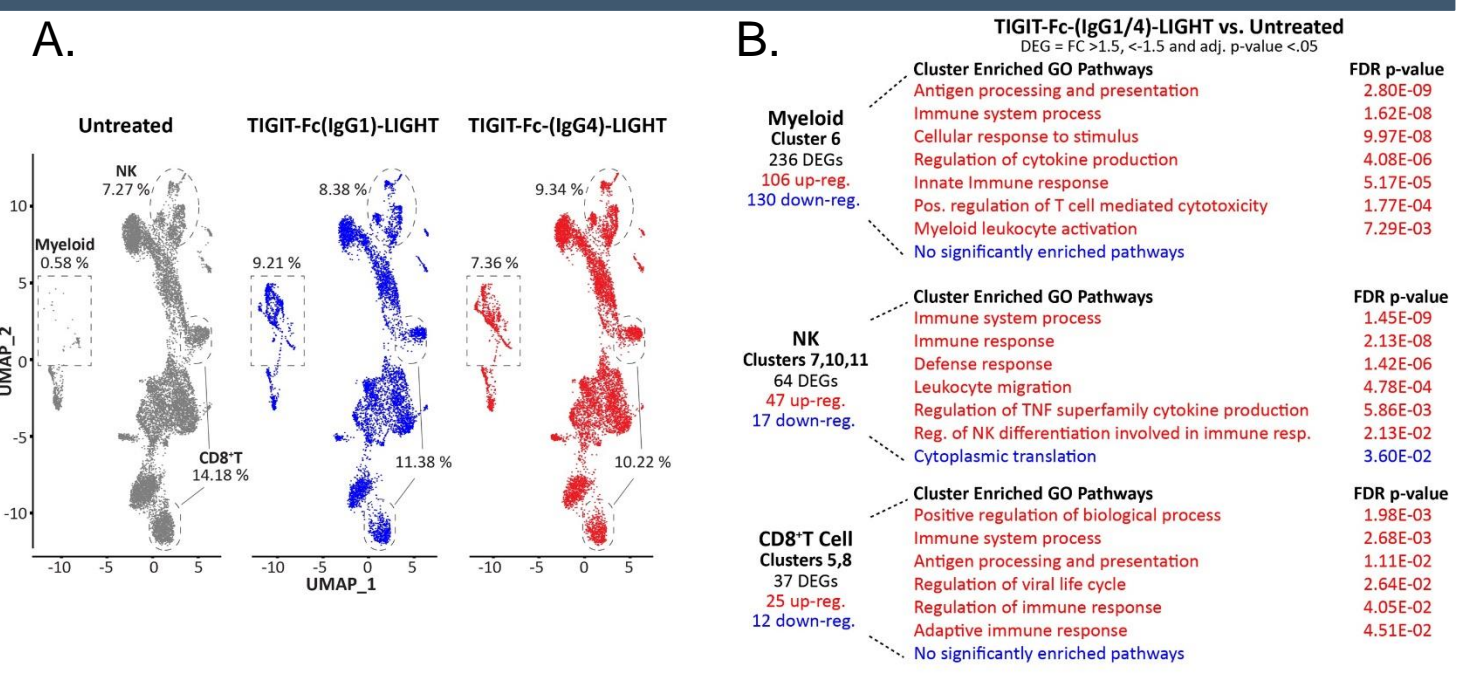 A.
Untreated
TIGIT-Fc(IgG1)-LIGHT
TIGIT-Fc-(IgG4)-LIGHT
NK
7.27 %
8.38 %
9.34 %
Myeloid
0.58 %
9.21 %
7.36 %
CD8⁺T
14.18 %
11.38 %
10.22 %
UMAP_2
10
5
0
-5
-10
-10 -5 0 5
-10 -5 0 5
-10 -5 0 5
UMAP_1
B.
TIGIT-Fc-(IgG1/4)-LIGHT vs. Untreated
DEG = FC >1.5, <-1.5 and adj. p-value <.05
Myeloid
Cluster 6
236 DEGs
106 up-reg.
130 down-reg.
Cluster Enriched GO Pathways FDR p-value
Antigen processing and presentation 2.80E-09
Immune system process 1.62E-08
Cellular response to stimulus 9.97E-08
Regulation of cytokine production 4.08E-06
Innate Immune response 5.17E-05
Pos. regulation of T cell mediated cytotoxicity 1.77E-04
Myeloid leukocyte activation 7.29E-03
No significantly enriched pathways
NK
Clusters 7,10,11
64 DEGs
47 up-reg.
17 down-reg.
Cluster Enriched GO Pathways FDR p-value
Immune system process 1.45E-09
Immune response 2.13E-08
Defense response 1.42E-06
Leukocyte migration 4.78E-04
Regulation of TNF superfamily cytokine production 5.86E-03
Reg. of NK differentiation involved in immune resp. 2.13E-02
Cytoplasmic translation 3.60E-02
CD8⁺T Cell
Clusters 5,8
37 DEGs
25 up-reg.
12 down-reg.
Cluster Enriched GO Pathways FDR p-value
Positive regulation of biological process 1.98E-03
Immune system process 2.68E-03
Antigen processing and presentation 1.11E-02
Regulation of viral life cycle 2.64E-02
Regulation of immune response 4.05E-02
Adaptive immune response 4.51E-02
No significantly enriched pathways